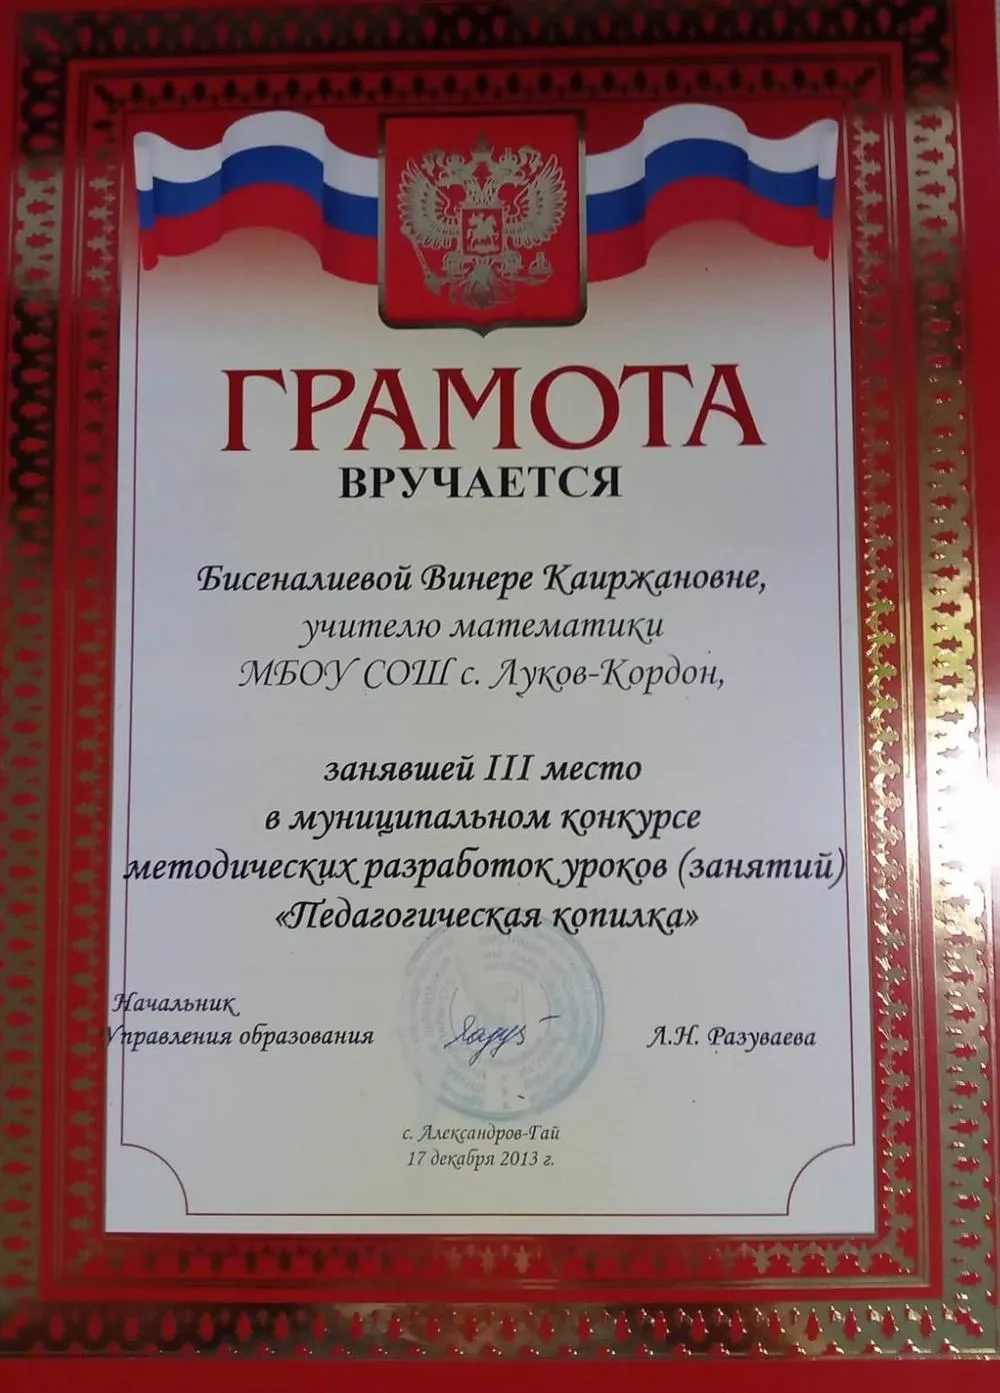 ГРАМОТА
ВРУЧАЕТСЯ
Бисеналиевой Винере Каиржановне,
учителю математики
МБОУ СОШ с. Луков-Кордон,
занявшей III место
в муниципальном конкурсе
методических разработок уроков (занятий)
«Педагогическая копилка»
Начальник
Управления образования
Л.Н. Разуваева
с. Александров-Гай
17 декабря 2013 г.